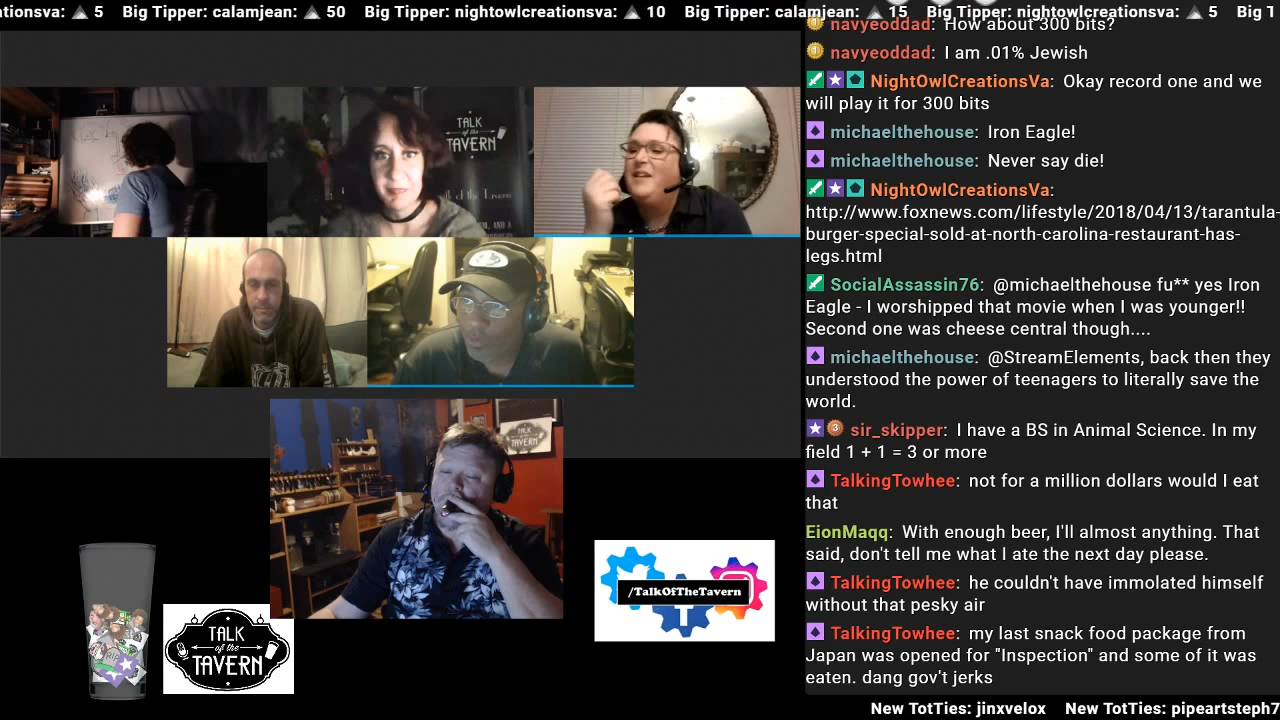 ationsva: 5 Big Tipper: calamjean: 50 Big Tipper: nightowlcreationsva: 10 Big Tipper: calamjean: 15 Big Tipper: nightowlcreationsva: 5 Big T
navyeoddad: How about 300 bits?
navyeoddad: I am .01% Jewish
NightOwlCreationsVa: Okay record one and we
will play it for 300 bits
michaelthehouse: Iron Eagle!
michaelthehouse: Never say die!
NightOwlCreationsVa:
http://www.foxnews.com/lifestyle/2018/04/13/tarantula
burger-special-sold-at-north-carolina-restaurant-has-
legs.html
SocialAssassin76: @michaelthehouse fu** yes Iron
Eagle - I worshipped that movie when I was younger!!
Second one was cheese central though....
michaelthehouse: @StreamElements, back then they
understood the power of teenagers to literally save the
world.
sir_skipper: I have a BS in Animal Science. In my
field 1 + 1 = 3 or more
TalkingTowhee: not for a million dollars would I eat
that
EionMaqq: With enough beer, I'll almost anything. That
said, don't tell me what I ate the next day please.
TalkingTowhee: he couldn't have immolated himself
without that pesky air
TalkingTowhee: my last snack food package from
Japan was opened for "Inspection" and some of it was
eaten. dang gov't jerks
TALK
of the
TAVERN
TALK
of the
TAVERN
/TalkOfTheTavern
TALK
of the
TAVERN
New TotTies: jinxvelox New TotTies: pipeartsteph7